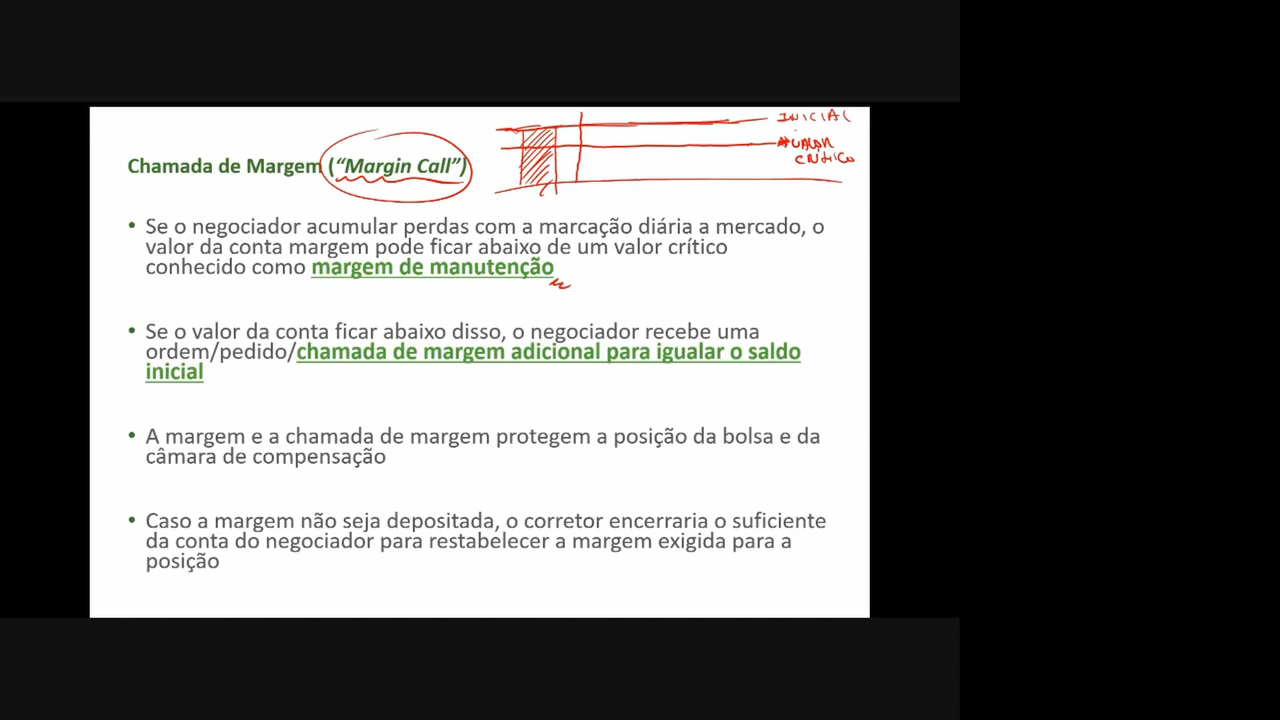 INICIAL
VALOR
CRÍTICO
Chamada de Margem (“Margin Call”)
• Se o negociador acumular perdas com a marcação diária a mercado, o
valor da conta margem pode ficar abaixo de um valor crítico
conhecido como margem de manutenção
• Se o valor da conta ficar abaixo disso, o negociador recebe uma
ordem/pedido/chamada de margem adicional para igualar o saldo
inicial
• A margem e a chamada de margem protegem a posição da bolsa e da
câmara de compensação
• Caso a margem não seja depositada, o corretor encerraria o suficiente
da conta do negociador para restabelecer a margem exigida para a
posição